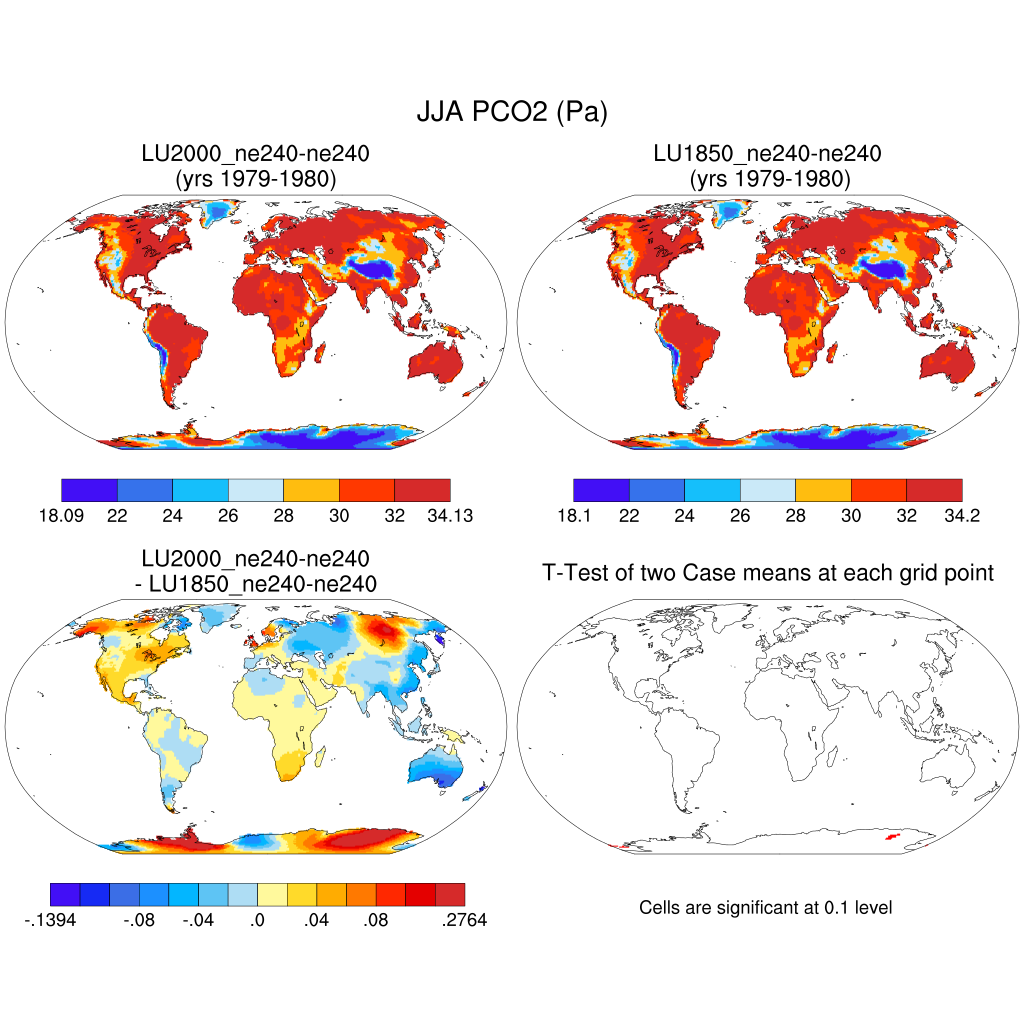 JJA PCO2 (Pa)
LU2000_ne240-ne240
(yrs 1979-1980)
LU1850_ne240-ne240
(yrs 1979-1980)
18.09 22 24 26 28 30 32 34.13
18.1 22 24 26 28 30 32 34.2
LU2000_ne240-ne240
- LU1850_ne240-ne240
T-Test of two Case means at each grid point
-.1394 -.08 -.04 .0 .04 .08 .2764
Cells are significant at 0.1 level